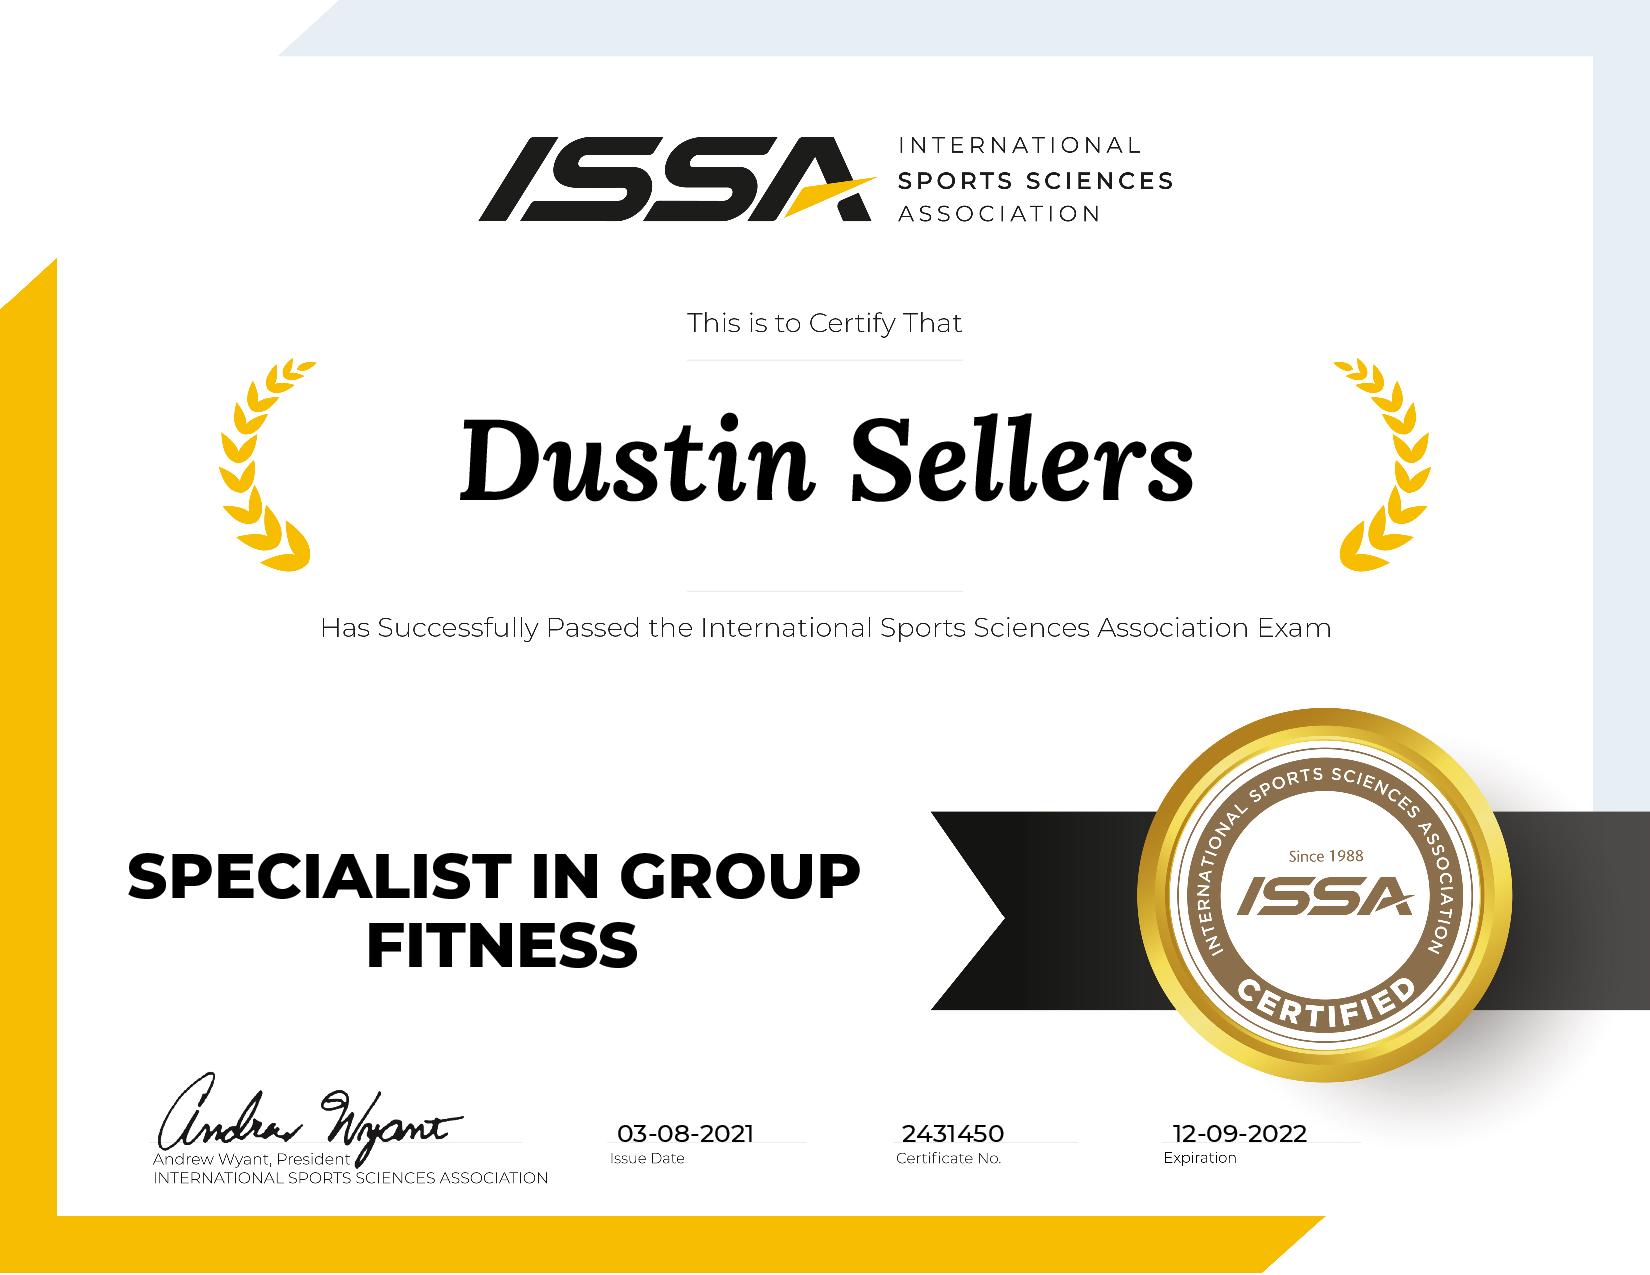 ISSA
INTERNATIONAL
SPORTS SCIENCES
ASSOCIATION
This is to Certify That
Dustin Sellers
Has Successfully Passed the International Sports Sciences Association Exam
SPECIALIST IN GROUP
FITNESS
INTERNATIONAL SPORTS SCIENCES ASSOCIATION
Since 1988
ISSA
CERTIFIED
Andrew Wyant
Andrew Wyant, President
INTERNATIONAL SPORTS SCIENCES ASSOCIATION
03-08-2021
Issue Date
2431450
Certificate No.
12-09-2022
Expiration